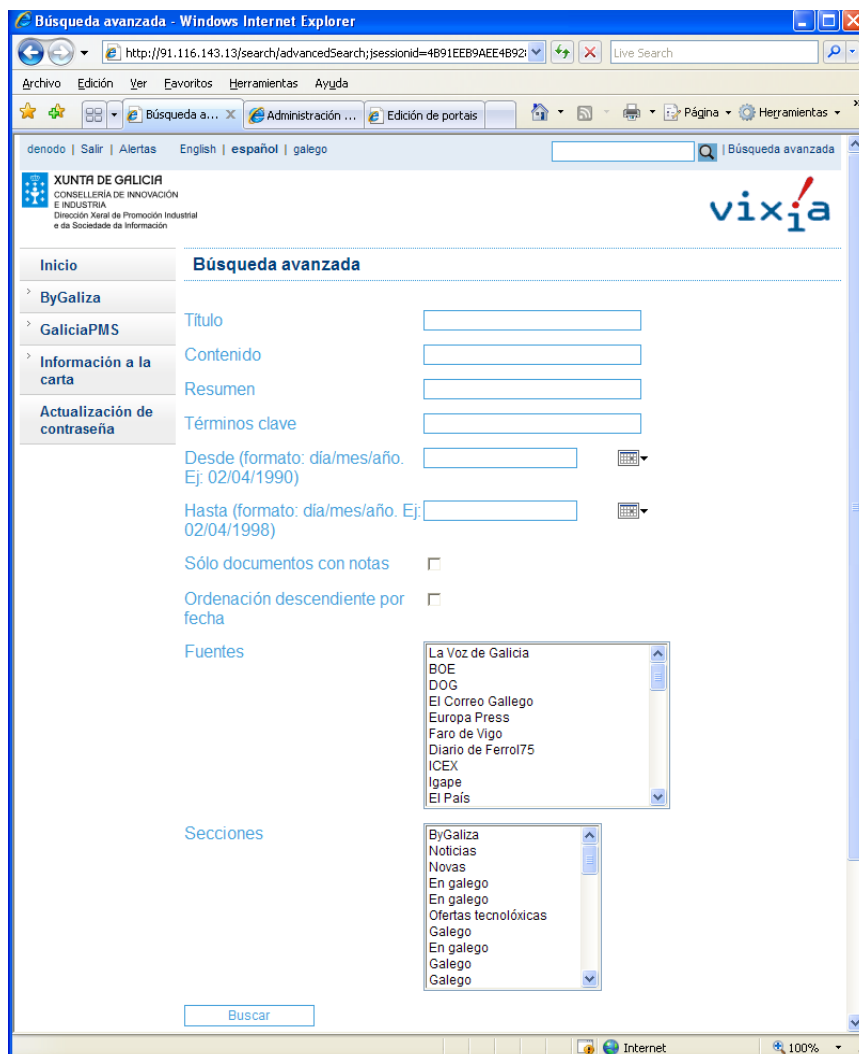 Búsqueda avanzada - Windows Internet Explorer
http://91.116.143.13/search/advancedSearch;jsessionid=4B91EEB9AEE4B92
Live Search
Archivo Edición Ver Favoritos Herramientas Ayuda
Búsqueda a... X Administración ... Edición de portais Página Herramientas »
denodo | Salir | Alertas English | español | galego | Búsqueda avanzada
XUNTA DE GALICIA
CONSELLERÍA DE INNOVACIÓN
E INDUSTRIA
Dirección Xeral de Promoción Industrial
e da Sociedade da Información
vixía
Inicio
ByGaliza
GaliciaPMS
Información a la
carta
Actualización de
contraseña
Búsqueda avanzada
Título
Contenido
Resumen
Términos clave
Desde (formato: día/mes/año.
Ej: 02/04/1990)
Hasta (formato: día/mes/año. Ej:
02/04/1998)
Sólo documentos con notas
Ordenación descendiente por
fecha
Fuentes
La Voz de Galicia
BOE
DOG
El Correo Gallego
Europa Press
Faro de Vigo
Diario de Ferrol75
ICEX
Igape
El País
Secciones
ByGaliza
Noticias
Novas
En galego
En galego
Ofertas tecnolóxicas
Galego
En galego
Galego
Galego
Buscar
Internet 100%